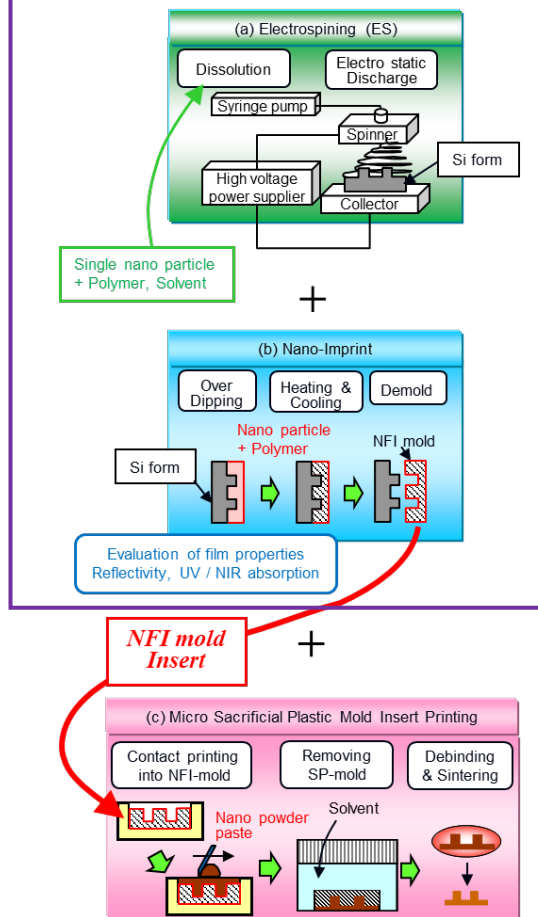 (a) Electrospining (ES)
Dissolution
Electro static
Discharge
Syringe pump
Spinner
Si form
High voltage
power supplier
Collector
Single nano particle
+ Polymer, Solvent
+
(b) Nano-Imprint
Over
Dipping
Heating &
Cooling
Demold
Nano particle
+ Polymer
NFI mold
Si form
Evaluation of film properties
Reflectivity, UV / NIR absorption
NFI mold
Insert
+
(c) Micro Sacrificial Plastic Mold Insert Printing
Contact printing
into NFI-mold
Removing
SP-mold
Debinding
& Sintering
Nano powder
paste
Solvent